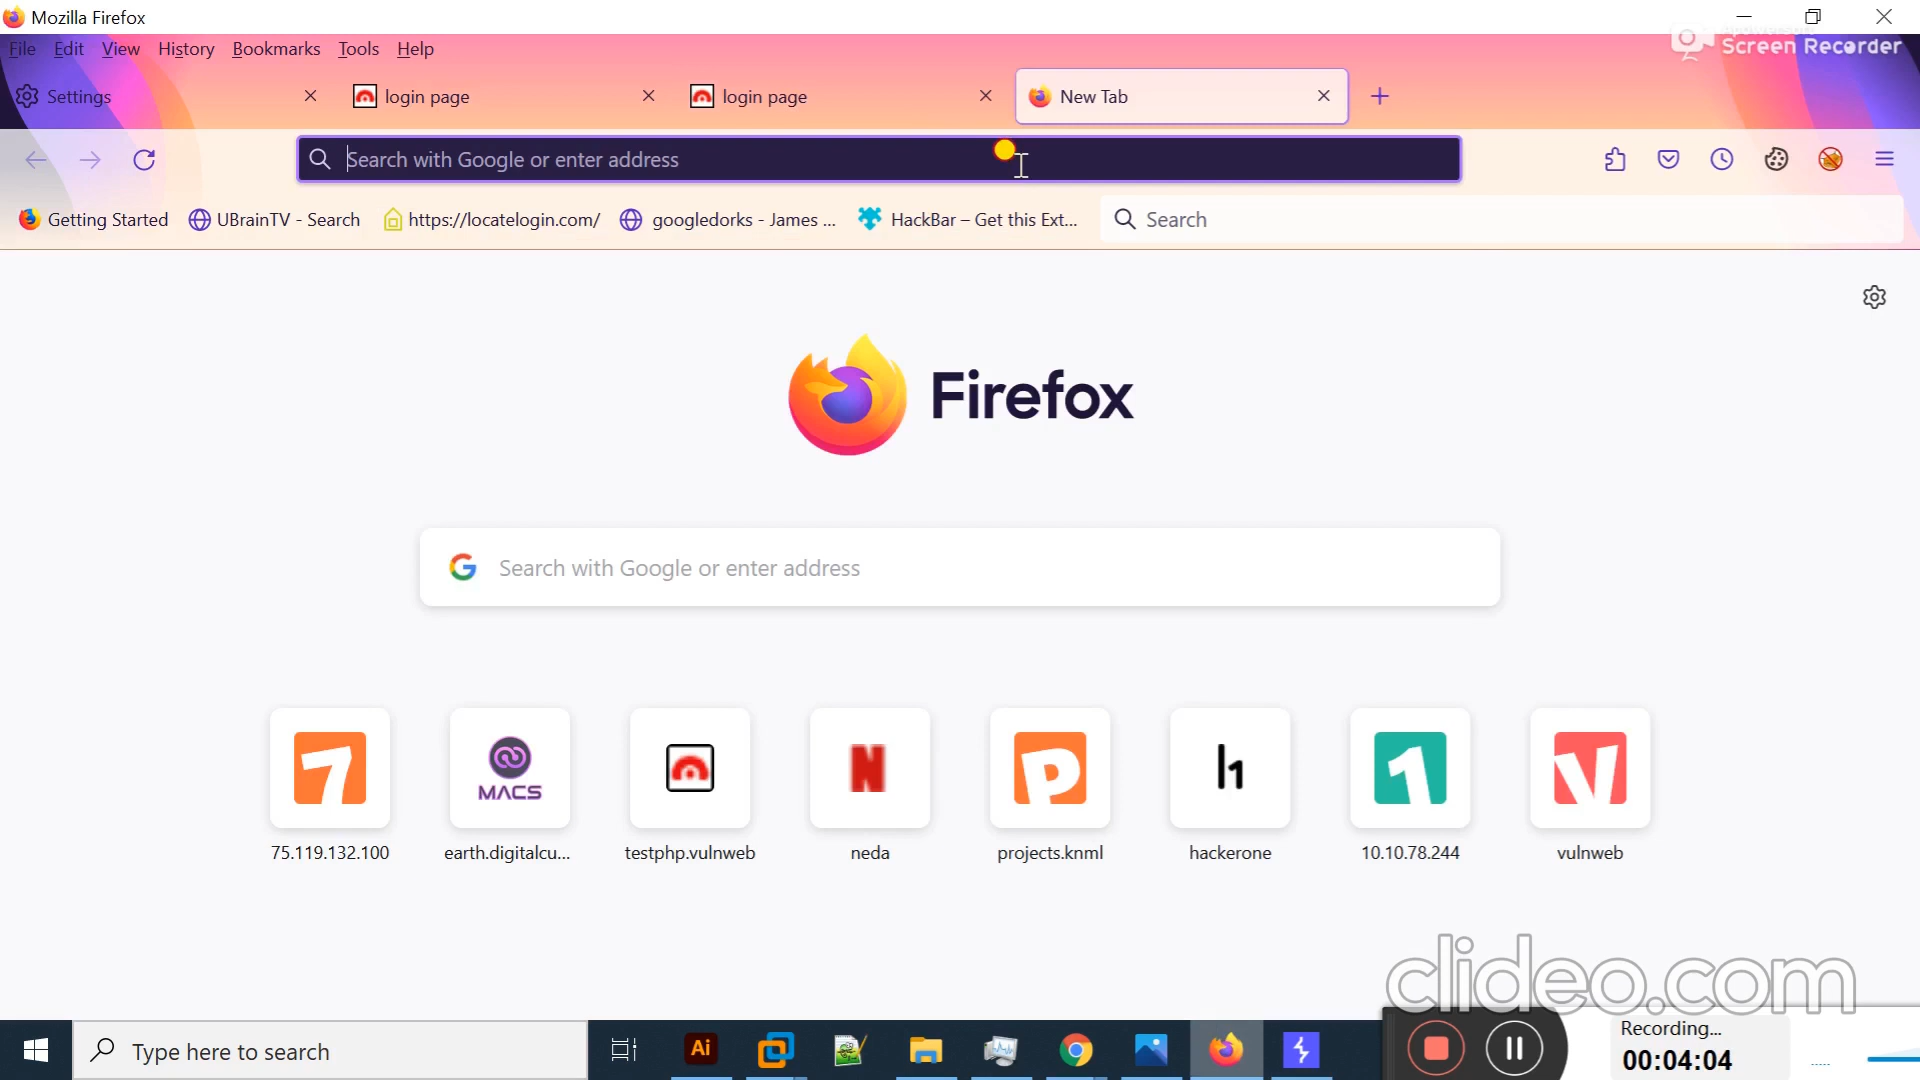 Mozilla Firefox
File Edit View History Bookmarks Tools Help
Screen Recorder
Settings
login page
login page
New Tab
Search with Google or enter address
Getting Started
UBrainTV - Search
https://locatelogin.com/
googledorks - James ...
HackBar – Get this Ext...
Search
Firefox
Search with Google or enter address
7
MACS
N
P
h1
1
V
75.119.132.100
earth.digitalcu...
testphp.vulnweb
neda
projects.knml
hackerone
10.10.78.244
vulnweb
clideo.com
Type here to search
Ai
Recording...
00:04:04